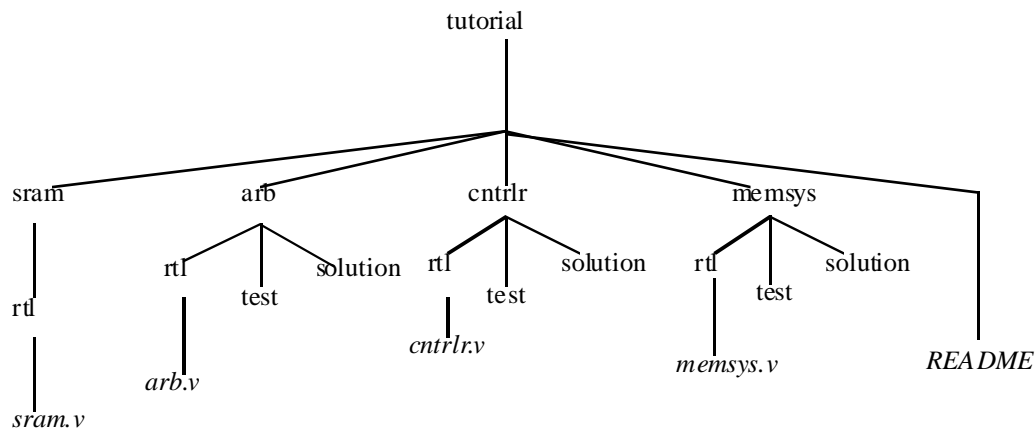 tutorial
sram
arb
cntrlr
memsys
rtl
solution
rtl
solution
rtl
solution
rtl
test
test
test
cntrlr.v
memsys.v
README
arb.v
sram.v